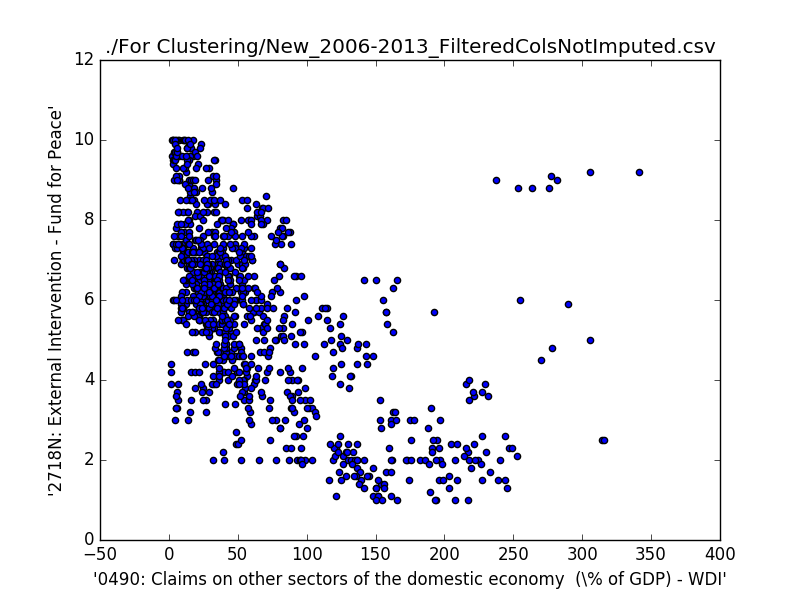 ./For Clustering/New_2006-2013_FilteredColsNotImputed.csv
12
10
8
6
4
2
0
'2718N: External Intervention - Fund for Peace'
−50 0 50 100 150 200 250 300 350 400
'0490: Claims on other sectors of the domestic economy  (\% of GDP) - WDI'